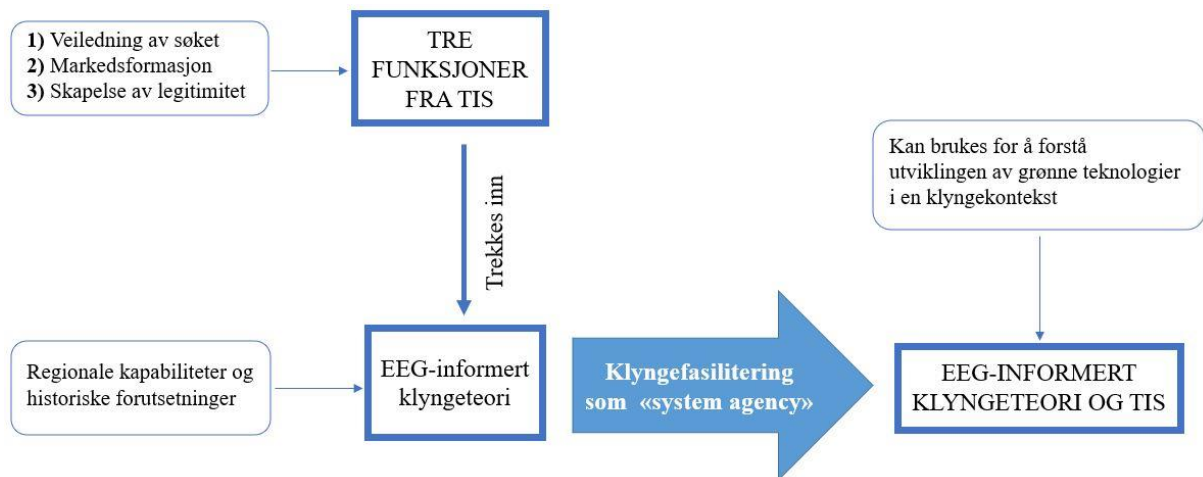 1) Veiledning av søket
2) Markedsformasjon
3) Skapelse av legitimitet
TRE
FUNKSJONER
FRA TIS
Kan brukes for å forstå
utviklingen av grønne teknologier
i en klyngekontekst
Trekkes inn
Regionale kapabiliteter og
historiske forutsetninger
EEG-informert
klyngeteori
Klyngefasilitering
som «system agency»
EEG-INFORMERT
KLYNGETEORI OG TIS